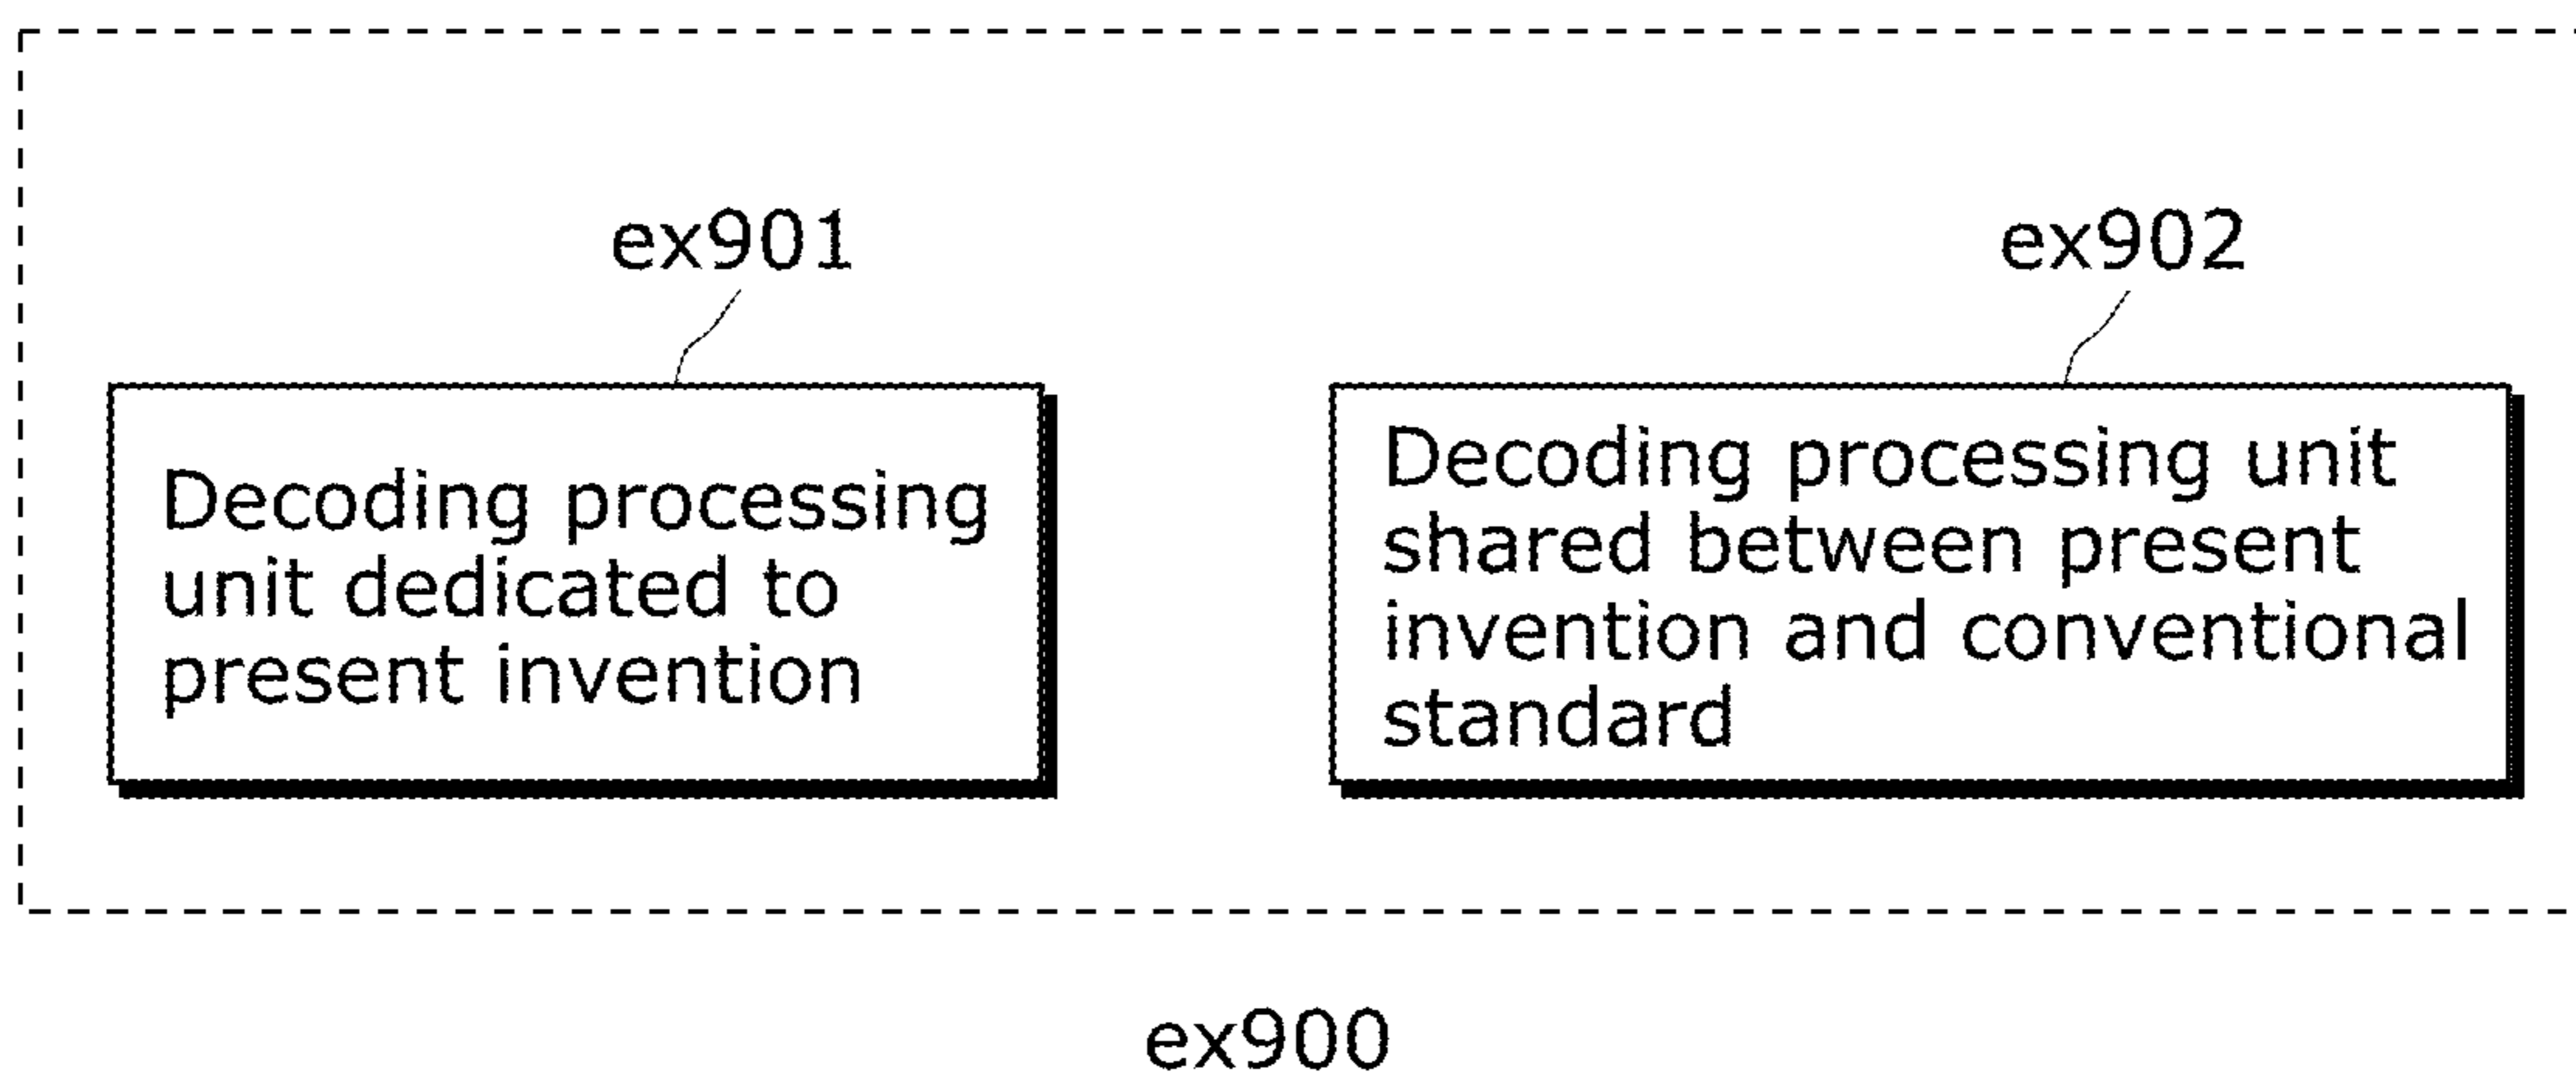 ex901
ex902
Decoding processing
unit dedicated to
present invention
Decoding processing unit
shared between present
invention and conventional
standard
ex900